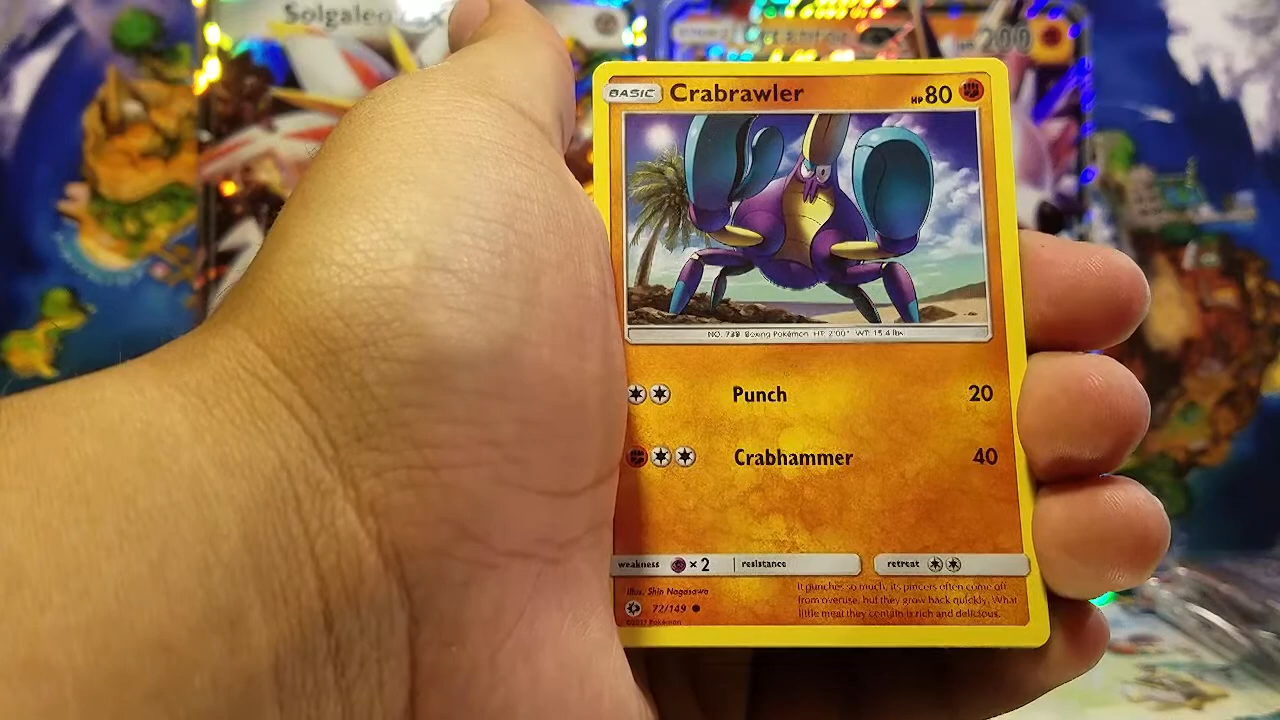 Solgaleo
200
BASIC Crabrawler HP 80
NO. 739 Boxing Pokémon HT: 2'00" WT: 15.4 lbs.
Punch 20
Crabhammer 40
weakness × 2 resistance retreat
Illus. Shin Nagasawa
72/149
©2017 Pokémon
It punches so much, its pincers often come off
from overuse, but they grow back quickly. What
little meat they contain is rich and delicious.